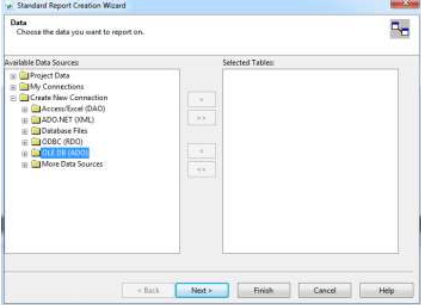 Standard Report Creation Wizard
Data
Choose the data you want to report on.
Available Data Sources:
Selected Tables:
Project Data
My Connections
Create New Connection
Access/Excel (DAO)
ADO.NET (XML)
Database Files
ODBC (RDO)
OLE DB (ADO)
More Data Sources
>
>>
<
<<
< Back
Next >
Finish
Cancel
Help